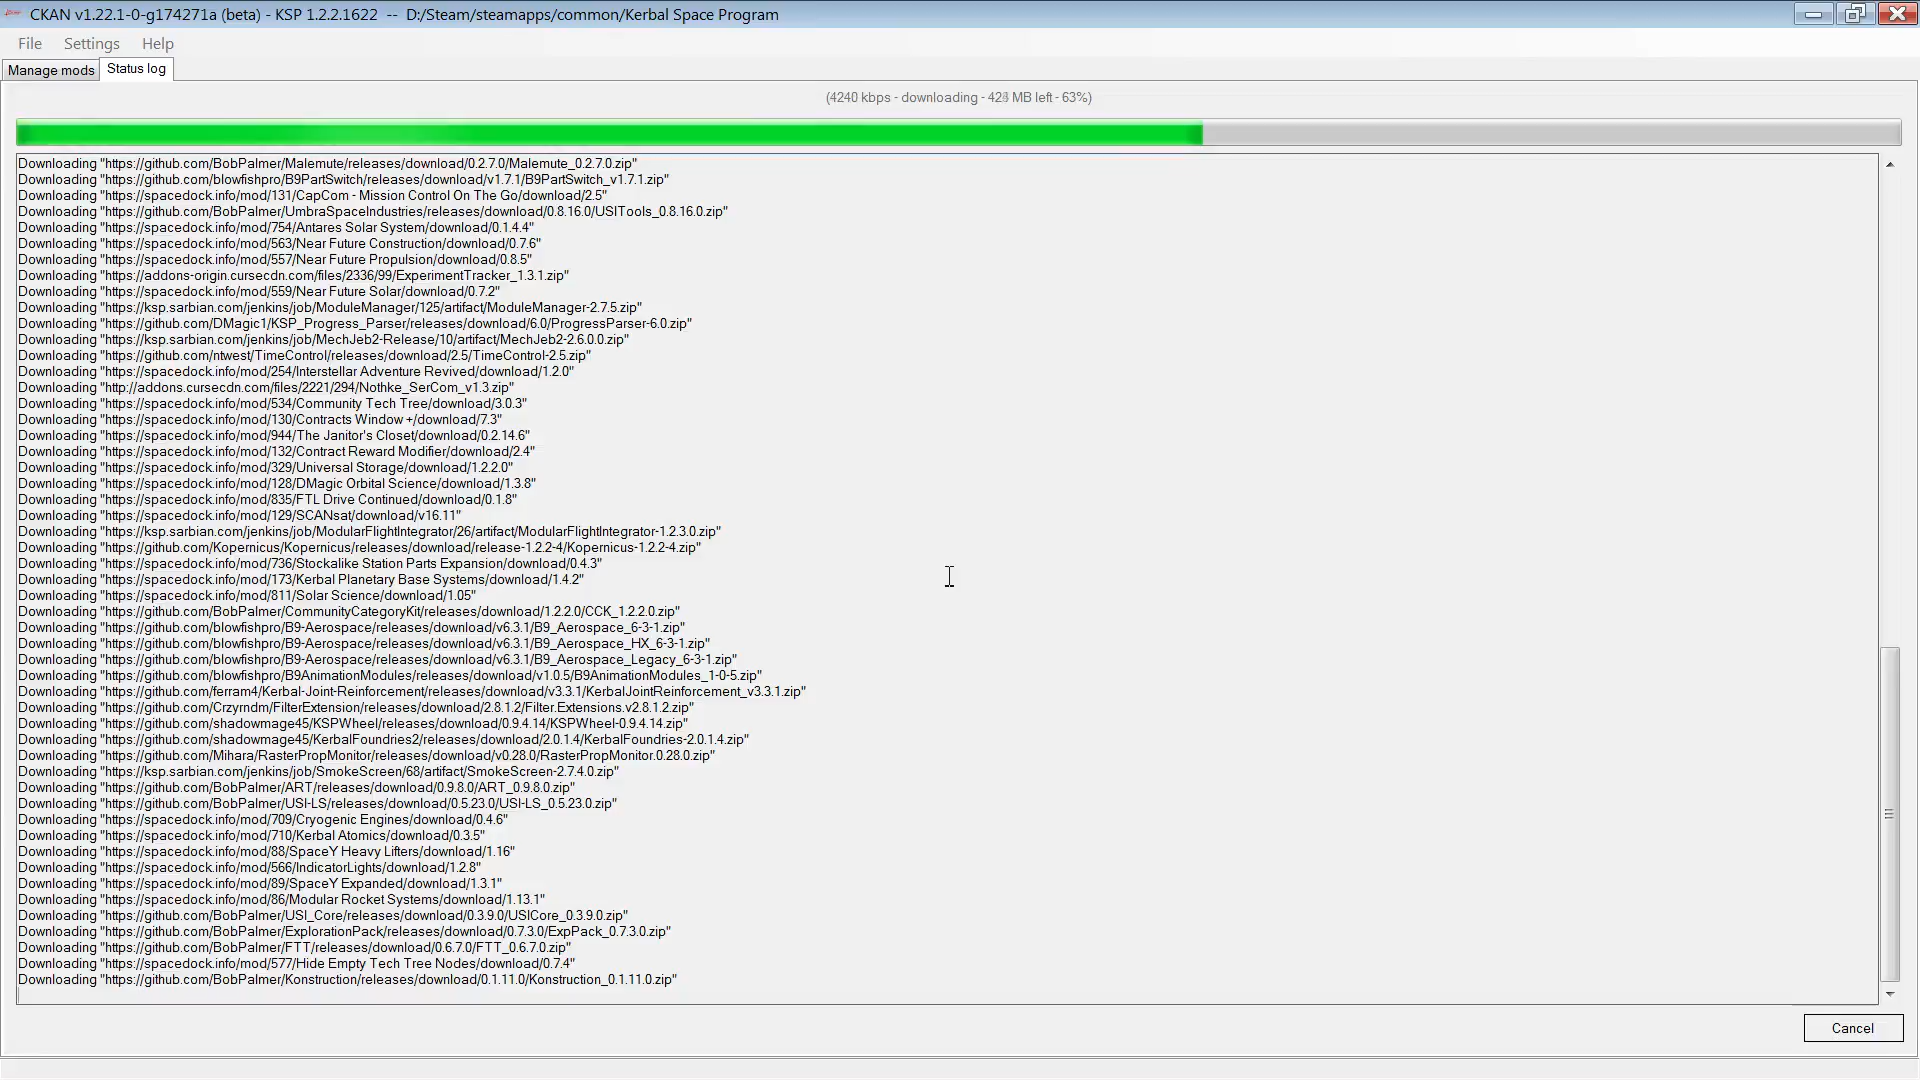 CKAN v1.22.1-0-g174271a (beta) - KSP 1.2.2.1622 -- D:/Steam/steamapps/common/Kerbal Space Program
File Settings Help
Manage mods Status log
(4240 kbps - downloading - MB left - 63%)
Downloading "https://github.com/BobPalmer/Malemute/releases/download/0.2.7.0/Malemute_0.2.7.0.zip"
Downloading "https://github.com/blowfishpro/B9PartSwitch/releases/download/v1.7.1/B9PartSwitch_v1.7.1.zip"
Downloading "https://spacedock.info/mod/131/CapCom - Mission Control On The Go/download/2.5"
Downloading "https://github.com/BobPalmer/UmbraSpaceIndustries/releases/download/0.8.16.0/USITools_0.8.16.0.zip"
Downloading "https://spacedock.info/mod/754/Antares Solar System/download/0.1.4.4"
Downloading "https://spacedock.info/mod/563/Near Future Construction/download/0.7.6"
Downloading "https://spacedock.info/mod/557/Near Future Propulsion/download/0.8.5"
Downloading "https://addons-origin.cursecdn.com/files/2336/99/ExperimentTracker_1.3.1.zip"
Downloading "https://spacedock.info/mod/559/Near Future Solar/download/0.7.2"
Downloading "https://ksp.sarbian.com/jenkins/job/ModuleManager/125/artifact/ModuleManager-2.7.5.zip"
Downloading "https://github.com/DMagic1/KSP_Progress_Parser/releases/download/6.0/ProgressParser-6.0.zip"
Downloading "https://ksp.sarbian.com/jenkins/job/MechJeb2-Release/10/artifact/MechJeb2-2.6.0.0.zip"
Downloading "https://github.com/ntwest/TimeControl/releases/download/2.5/TimeControl-2.5.zip"
Downloading "https://spacedock.info/mod/254/Interstellar Adventure Revived/download/1.2.0"
Downloading "http://addons.cursecdn.com/files/2221/294/Nothke_SerCom_v1.3.zip"
Downloading "https://spacedock.info/mod/534/Community Tech Tree/download/3.0.3"
Downloading "https://spacedock.info/mod/130/Contracts Window +/download/7.3"
Downloading "https://spacedock.info/mod/944/The Janitor's Closet/download/0.2.14.6"
Downloading "https://spacedock.info/mod/132/Contract Reward Modifier/download/2.4"
Downloading "https://spacedock.info/mod/329/Universal Storage/download/1.2.2.0"
Downloading "https://spacedock.info/mod/128/DMagic Orbital Science/download/1.3.8"
Downloading "https://spacedock.info/mod/835/FTL Drive Continued/download/0.1.8"
Downloading "https://spacedock.info/mod/129/SCANsat/download/v16.11"
Downloading "https://ksp.sarbian.com/jenkins/job/ModularFlightIntegrator/26/artifact/ModularFlightIntegrator-1.2.3.0.zip"
Downloading "https://github.com/Kopernicus/Kopernicus/releases/download/release-1.2.2-4/Kopernicus-1.2.2-4.zip"
Downloading "https://spacedock.info/mod/736/Stockalike Station Parts Expansion/download/0.4.3"
Downloading "https://spacedock.info/mod/173/Kerbal Planetary Base Systems/download/1.4.2"
Downloading "https://spacedock.info/mod/811/Solar Science/download/1.05"
Downloading "https://github.com/BobPalmer/CommunityCategoryKit/releases/download/1.2.2.0/CCK_1.2.2.0.zip"
Downloading "https://github.com/blowfishpro/B9-Aerospace/releases/download/v6.3.1/B9_Aerospace_6-3-1.zip"
Downloading "https://github.com/blowfishpro/B9-Aerospace/releases/download/v6.3.1/B9_Aerospace_HX_6-3-1.zip"
Downloading "https://github.com/blowfishpro/B9-Aerospace/releases/download/v6.3.1/B9_Aerospace_Legacy_6-3-1.zip"
Downloading "https://github.com/blowfishpro/B9AnimationModules/releases/download/v1.0.5/B9AnimationModules_1-0-5.zip"
Downloading "https://github.com/ferram4/Kerbal-Joint-Reinforcement/releases/download/v3.3.1/KerbalJointReinforcement_v3.3.1.zip"
Downloading "https://github.com/Crzyrndm/FilterExtension/releases/download/2.8.1.2/Filter.Extensions.v2.8.1.2.zip"
Downloading "https://github.com/shadowmage45/KSPWheel/releases/download/0.9.4.14/KSPWheel-0.9.4.14.zip"
Downloading "https://github.com/shadowmage45/KerbalFoundries2/releases/download/2.0.1.4/KerbalFoundries-2.0.1.4.zip"
Downloading "https://github.com/Mihara/RasterPropMonitor/releases/download/v0.28.0/RasterPropMonitor.0.28.0.zip"
Downloading "https://ksp.sarbian.com/jenkins/job/SmokeScreen/68/artifact/SmokeScreen-2.7.4.0.zip"
Downloading "https://github.com/BobPalmer/ART/releases/download/0.9.8.0/ART_0.9.8.0.zip"
Downloading "https://github.com/BobPalmer/USI-LS/releases/download/0.5.23.0/USI-LS_0.5.23.0.zip"
Downloading "https://spacedock.info/mod/709/Cryogenic Engines/download/0.4.6"
Downloading "https://spacedock.info/mod/710/Kerbal Atomics/download/0.3.5"
Downloading "https://spacedock.info/mod/88/SpaceY Heavy Lifters/download/1.16"
Downloading "https://spacedock.info/mod/566/IndicatorLights/download/1.2.8"
Downloading "https://spacedock.info/mod/89/SpaceY Expanded/download/1.3.1"
Downloading "https://spacedock.info/mod/86/Modular Rocket Systems/download/1.13.1"
Downloading "https://github.com/BobPalmer/USI_Core/releases/download/0.3.9.0/USICore_0.3.9.0.zip"
Downloading "https://github.com/BobPalmer/ExplorationPack/releases/download/0.7.3.0/ExpPack_0.7.3.0.zip"
Downloading "https://github.com/BobPalmer/FTT/releases/download/0.6.7.0/FTT_0.6.7.0.zip"
Downloading "https://spacedock.info/mod/577/Hide Empty Tech Tree Nodes/download/0.7.4"
Downloading "https://github.com/BobPalmer/Konstruction/releases/download/0.1.11.0/Konstruction_0.1.11.0.zip"
Cancel